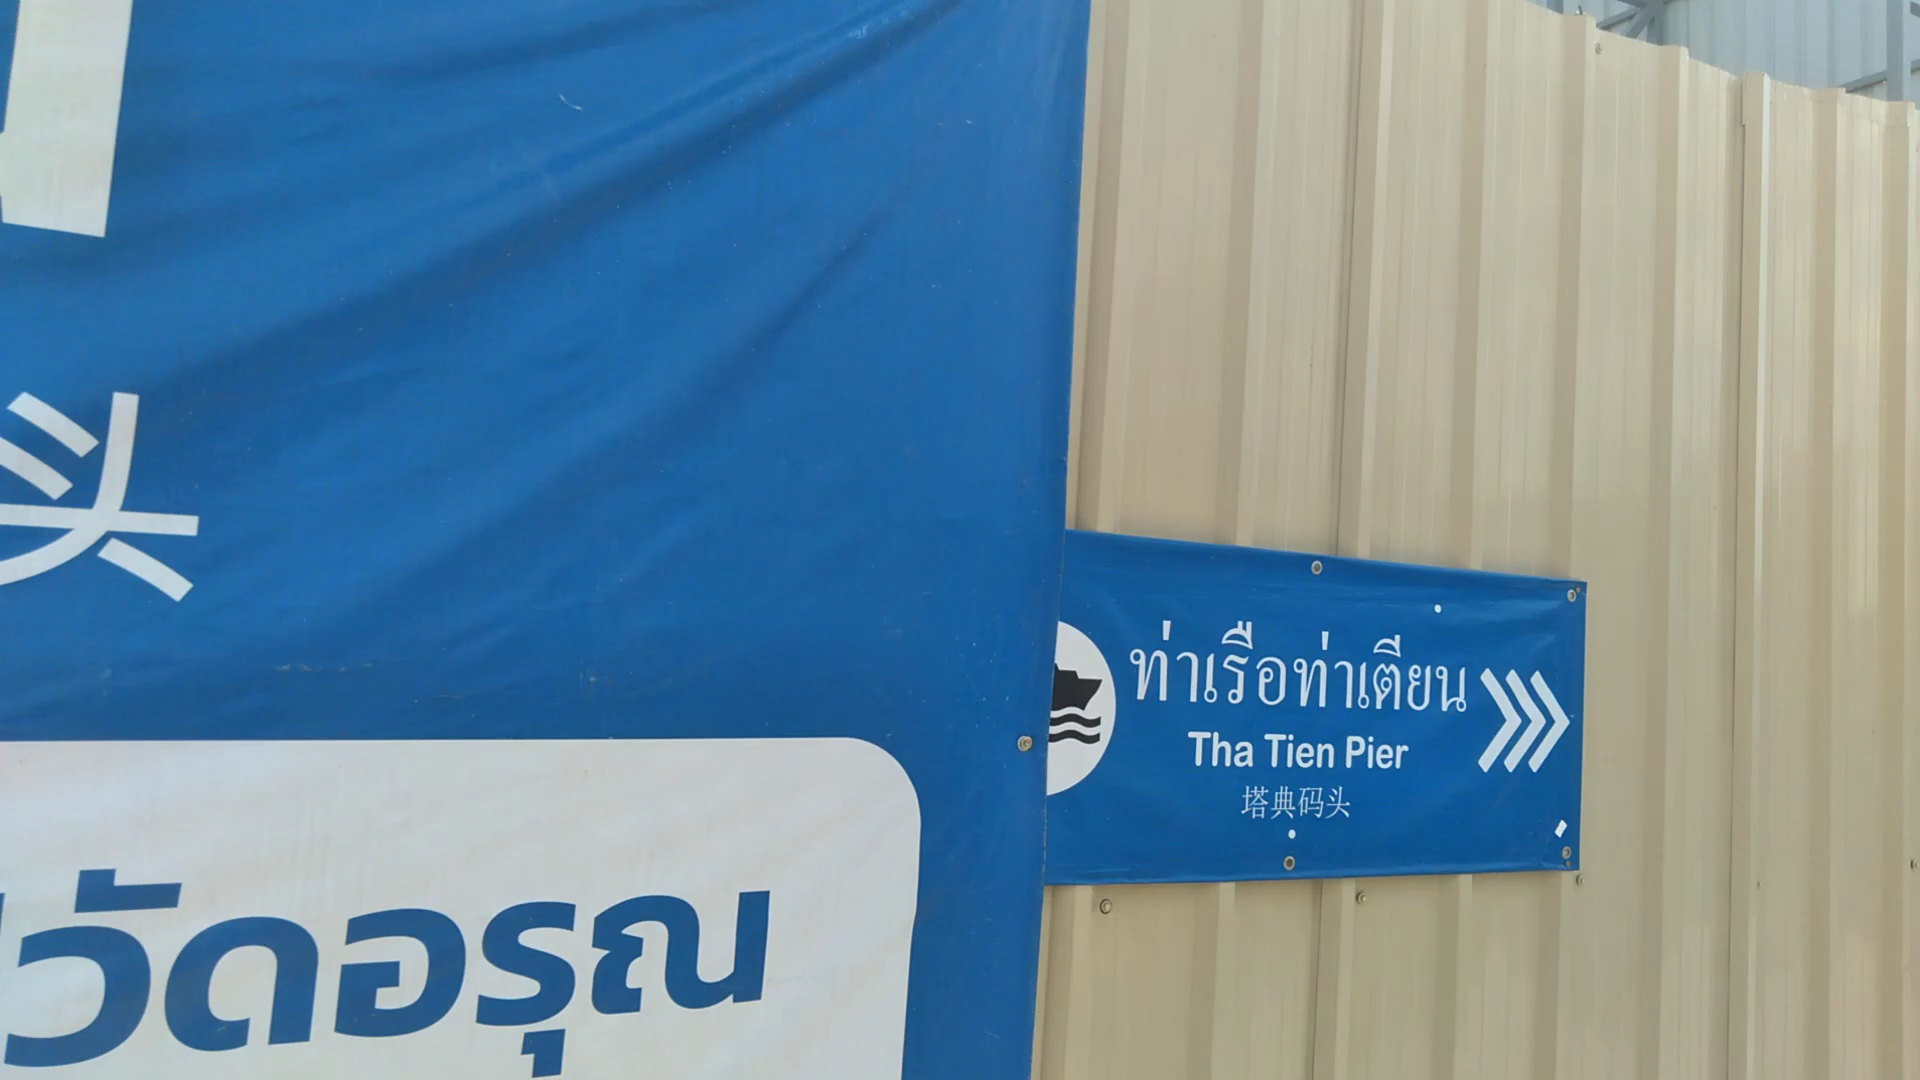 头
วัดอรุณ
ท่าเรือท่าเตียน
Tha Tien Pier
塔典码头